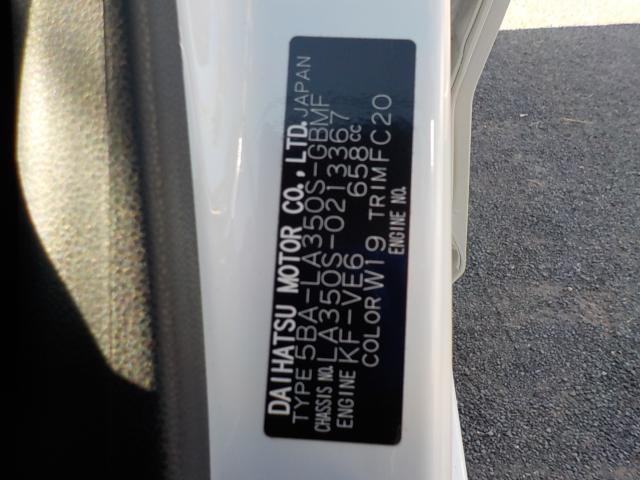 DAIHATSU MOTOR CO., LTD. JAPAN
TYPE 5BA-LA350S-GBMF
CHASSIS NO. LA350S-0213367
ENGINE KF-VE6 658cc
COLOR W19 TRIM FC20
ENGINE NO.